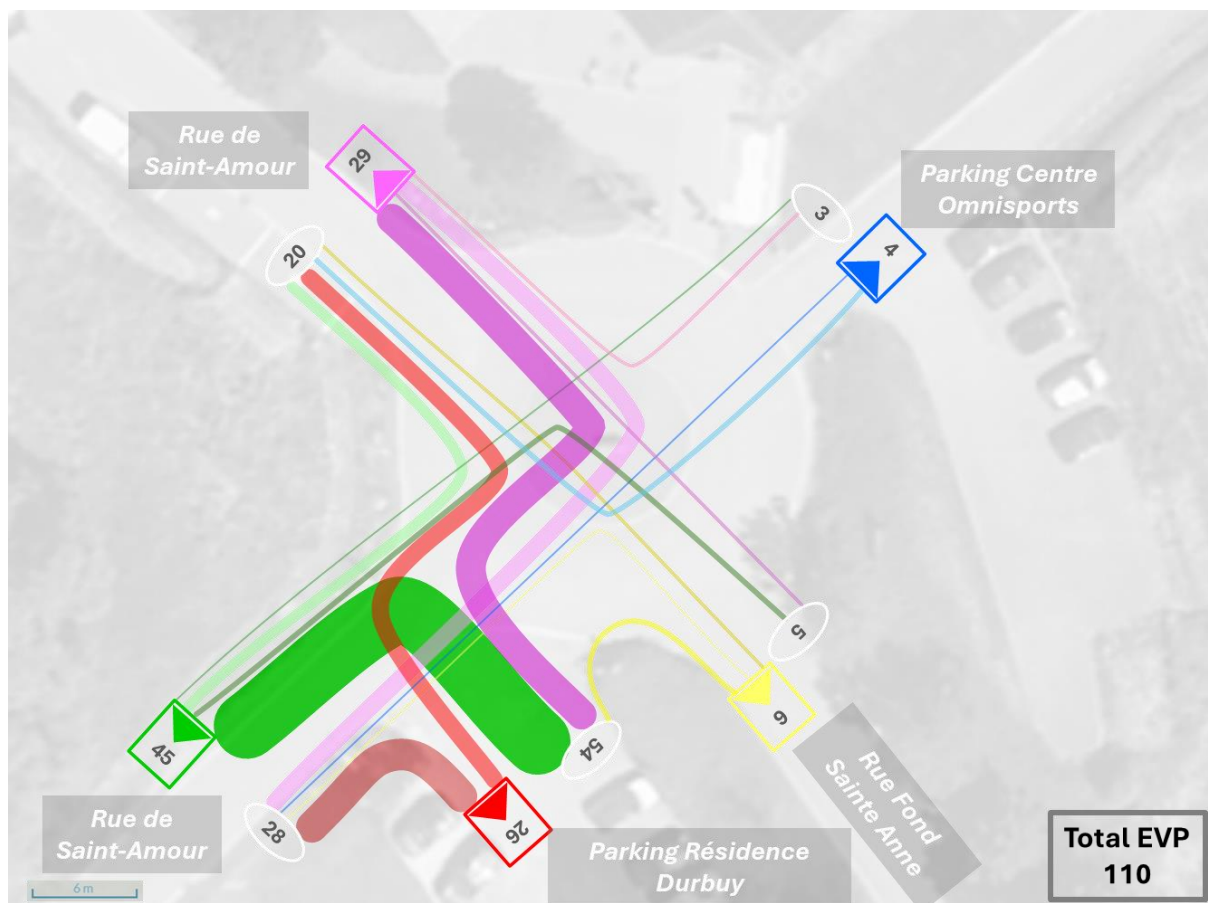 Rue de
Saint-Amour
29
3
Parking Centre
Omnisports
4
20
5
6
54
45
Rue de
Saint-Amour
28
26
Rue Fond
Sainte Anne
Parking Résidence
Durbuy
Total EVP
110
6 m